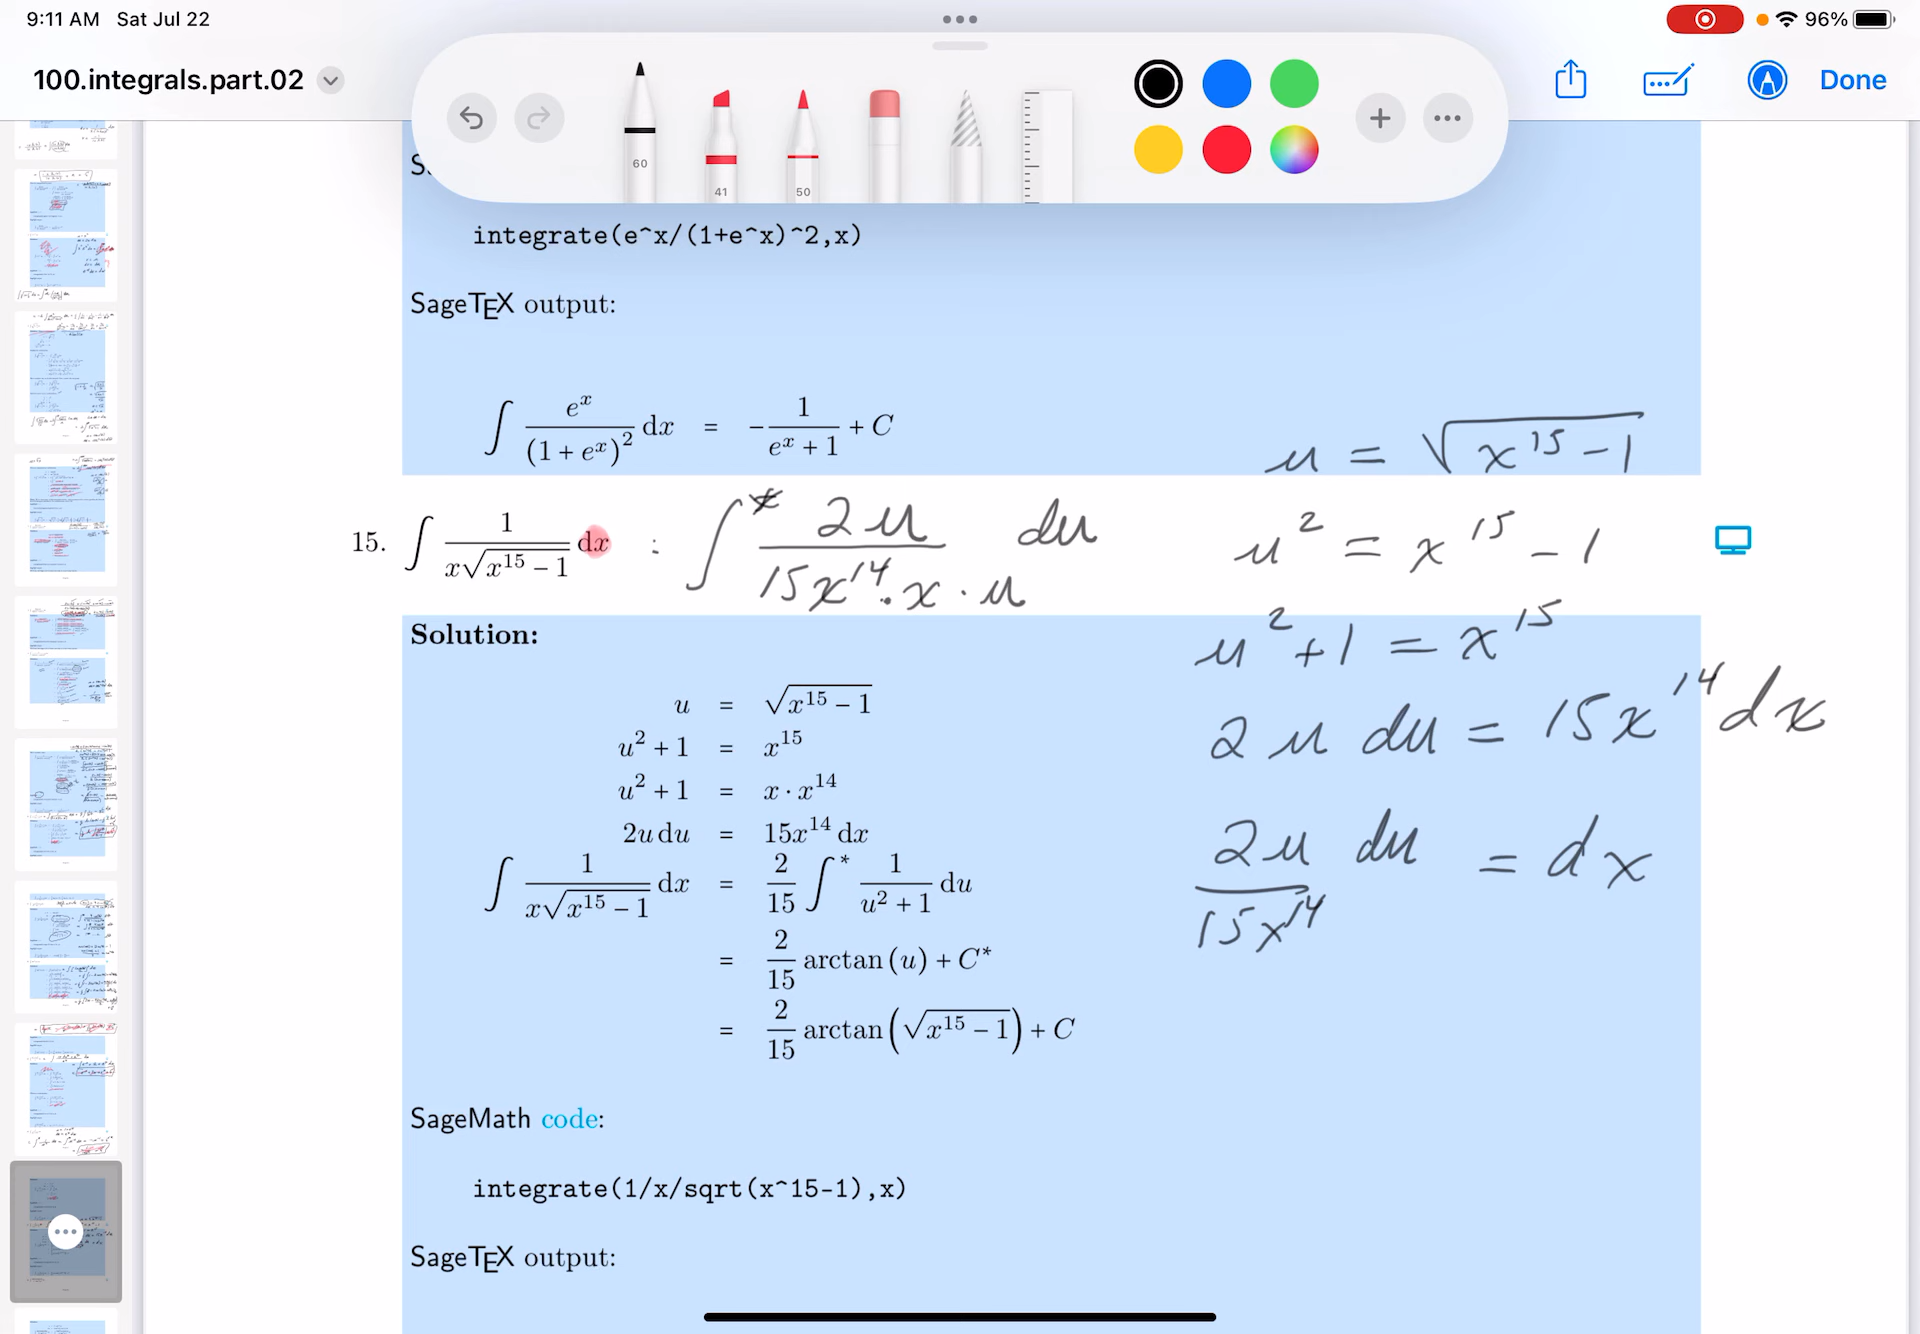 9:11 AM Sat Jul 22
96%
100.integrals.part.02
Done
60
41
50
S
integrate(e^x/(1+e^x)^2,x)
SageTEX output:
∫ e^x/(1 + e^x)^2 dx = -1/(e^x + 1) + C
u = √(x^15 - 1)
15. ∫ 1/(x√(x^15 - 1)) dx : ∫* 2u/(15x^14 · x · u) du
u^2 = x^15 - 1
u^2 + 1 = x^15
2u du = 15x^14 dx
2u/(15x^14) du = dx
Solution:
u = √(x^15 - 1)
u^2 + 1 = x^15
u^2 + 1 = x · x^14
2u du = 15x^14 dx
∫ 1/(x√(x^15 - 1)) dx = 2/15 ∫* 1/(u^2 + 1) du
= 2/15 arctan (u) + C*
= 2/15 arctan (√(x^15 - 1)) + C
SageMath code:
integrate(1/x/sqrt(x^15-1),x)
SageTEX output: